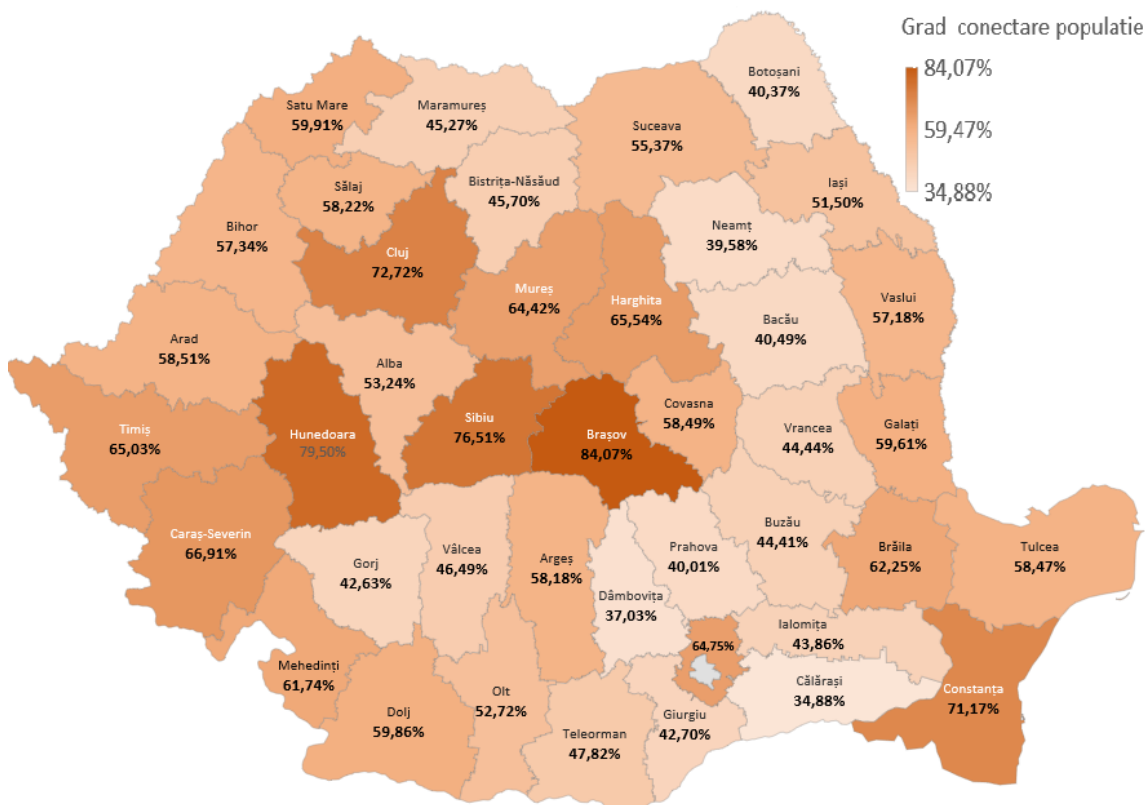 Grad conectare populatie
84,07%
59,47%
34,88%
Botoșani
40,37%
Satu Mare
59,91%
Maramureș
45,27%
Suceava
55,37%
Sălaj
58,22%
Bistrița-Năsăud
45,70%
Iași
51,50%
Bihor
57,34%
Neamț
39,58%
Cluj
72,72%
Mureș
64,42%
Harghita
65,54%
Vaslui
57,18%
Bacău
40,49%
Arad
58,51%
Alba
53,24%
Covasna
58,49%
Sibiu
76,51%
Brașov
84,07%
Timiș
65,03%
Hunedoara
79,50%
Vrancea
44,44%
Galați
59,61%
Caraș-Severin
66,91%
Buzău
44,41%
Brăila
62,25%
Tulcea
58,47%
Gorj
42,63%
Vâlcea
46,49%
Argeș
58,18%
Prahova
40,01%
Dâmbovița
37,03%
Ialomița
43,86%
64,75%
Mehedinți
61,74%
Călărași
34,88%
Constanța
71,17%
Olt
52,72%
Dolj
59,86%
Giurgiu
42,70%
Teleorman
47,82%